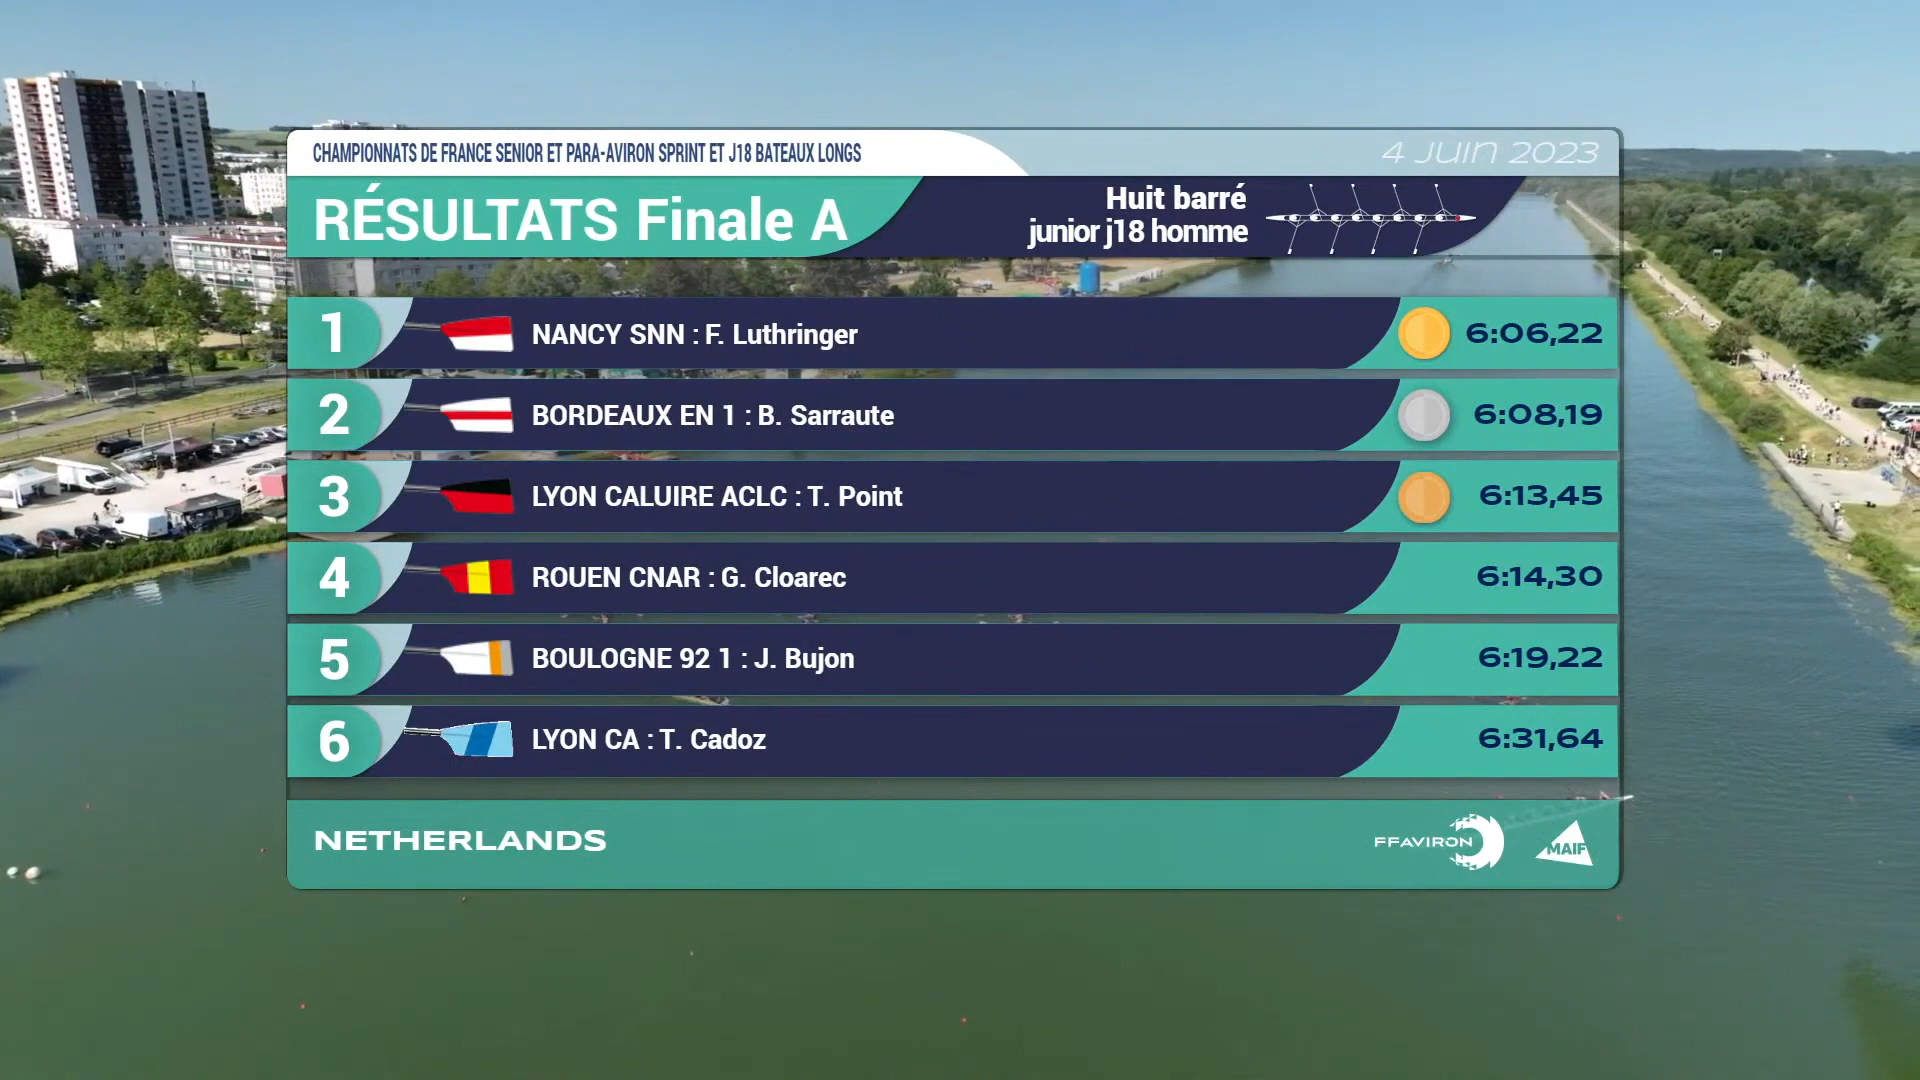 CHAMPIONNATS DE FRANCE SENIOR ET PARA-AVIRON SPRINT ET J18 BATEAUX LONGS
4 JUIN 2023
RÉSULTATS Finale A
Huit barré
junior j18 homme
1 NANCY SNN : F. Luthringer 6:06,22
2 BORDEAUX EN 1 : B. Sarraute 6:08,19
3 LYON CALUIRE ACLC : T. Point 6:13,45
4 ROUEN CNAR : G. Cloarec 6:14,30
5 BOULOGNE 92 1 : J. Bujon 6:19,22
6 LYON CA : T. Cadoz 6:31,64
NETHERLANDS
FFAVIRON
MAIF